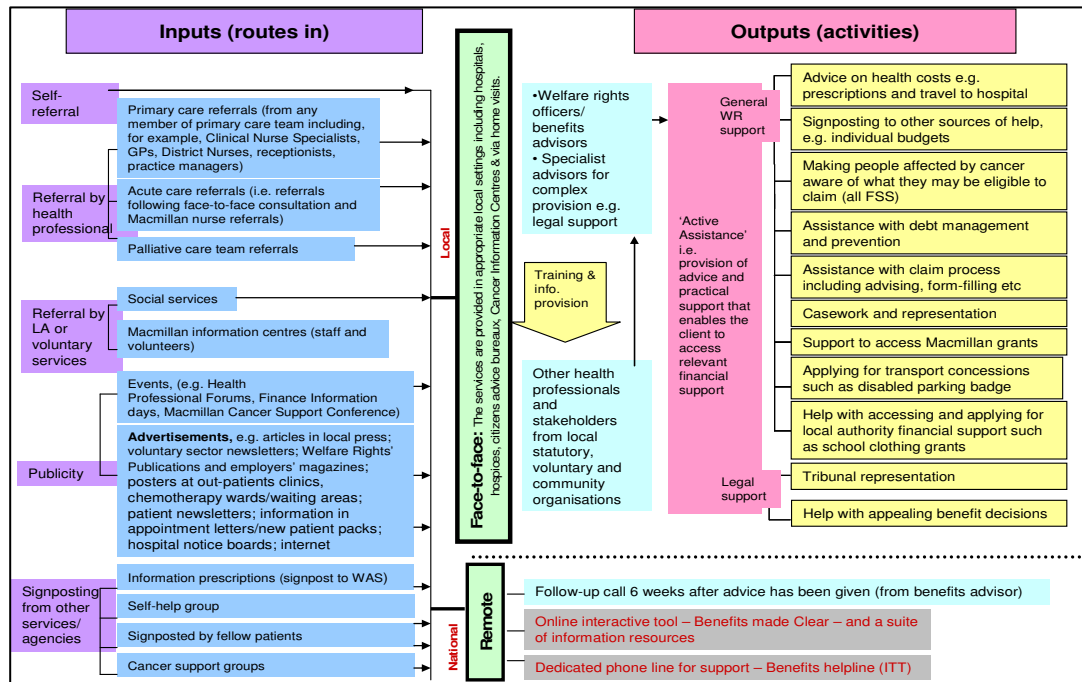 Inputs (routes in)
Outputs (activities)
Self-
referral
Primary care referrals (from any
member of primary care team including,
for example, Clinical Nurse Specialists,
GPs, District Nurses, receptionists,
practice managers)
Referral by
health
professional
Acute care referrals (i.e. referrals
following face-to-face consultation and
Macmillan nurse referrals)
Palliative care team referrals
Referral by
LA or
voluntary
services
Social services
Macmillan information centres (staff and
volunteers)
Publicity
Events, (e.g. Health
Professional Forums, Finance Information
days, Macmillan Cancer Support Conference)
Advertisements, e.g. articles in local press;
voluntary sector newsletters; Welfare Rights'
Publications and employers' magazines;
posters at out-patients clinics,
chemotherapy wards/waiting areas;
patient newsletters; information in
appointment letters/new patient packs;
hospital notice boards; internet
Signposting
from other
services/
agencies
Information prescriptions (signpost to WAS)
Self-help group
Signposted by fellow patients
Cancer support groups
Local
National
Face-to-face: The services are provided in appropriate local settings including hospitals,
hospices, citizens advice bureaux, Cancer Information Centres & via home visits.
Remote
•Welfare rights
officers/
benefits
advisors
• Specialist
advisors for
complex
provision e.g.
legal support
Training &
info.
provision
Other health
professionals
and
stakeholders
from local
statutory,
voluntary and
community
organisations
'Active
Assistance'
i.e.
provision of
advice and
practical
support that
enables the
client to
access
relevant
financial
support
General
WR
support
Advice on health costs e.g.
prescriptions and travel to hospital
Signposting to other sources of help,
e.g. individual budgets
Making people affected by cancer
aware of what they may be eligible to
claim (all FSS)
Assistance with debt management
and prevention
Assistance with claim process
including advising, form-filling etc
Casework and representation
Support to access Macmillan grants
Applying for transport concessions
such as disabled parking badge
Help with accessing and applying for
local authority financial support such
as school clothing grants
Legal
support
Tribunal representation
Help with appealing benefit decisions
Follow-up call 6 weeks after advice has been given (from benefits advisor)
Online interactive tool – Benefits made Clear – and a suite
of information resources
Dedicated phone line for support – Benefits helpline (ITT)